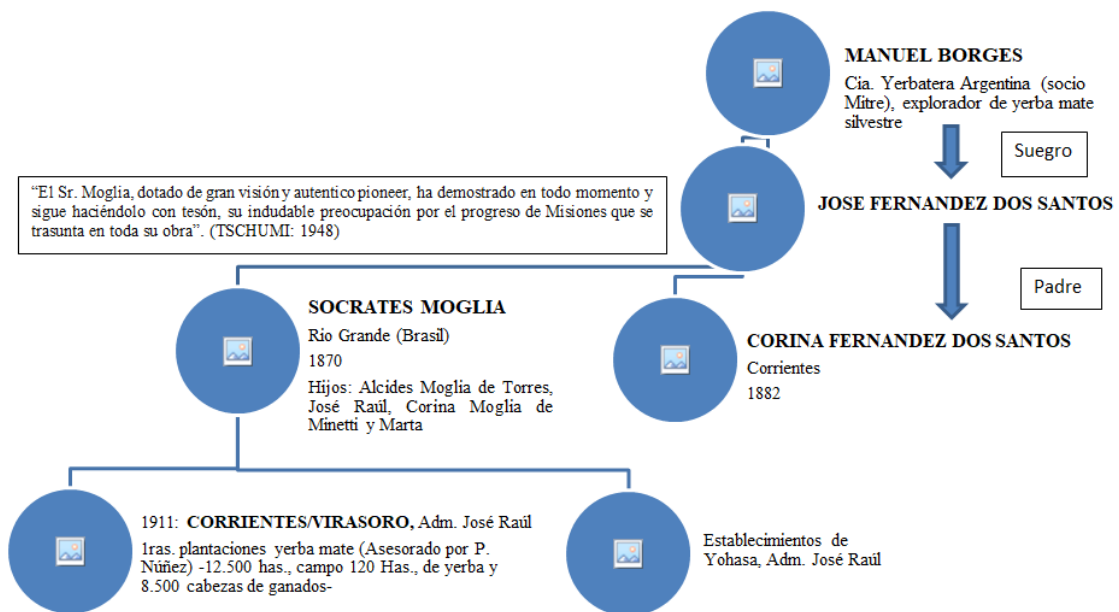 MANUEL BORGES
Cia. Yerbatera Argentina (socio
Mitre), explorador de yerba mate
silvestre
Suegro
“El Sr. Moglia, dotado de gran visión y autentico pioneer, ha demostrado en todo momento y
sigue haciéndolo con tesón, su indudable preocupación por el progreso de Misiones que se
trasunta en toda su obra”. (TSCHUMI: 1948)
JOSE FERNANDEZ DOS SANTOS
Padre
SOCRATES MOGLIA
Rio Grande (Brasil)
1870
Hijos: Alcides Moglia de Torres,
José Raúl, Corina Moglia de
Minetti y Marta
CORINA FERNANDEZ DOS SANTOS
Corrientes
1882
1911: CORRIENTES/VIRASORO, Adm. José Raúl
1ras. plantaciones yerba mate (Asesorado por P.
Núñez) -12.500 has., campo 120 Has., de yerba y
8.500 cabezas de ganados-
Establecimientos de
Yohasa, Adm. José Raúl